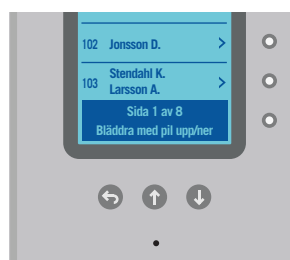 102 Jonsson D. >
103 Stendahl K.
Larsson A. >
Sida 1 av 8
Bläddra med pil upp/ner